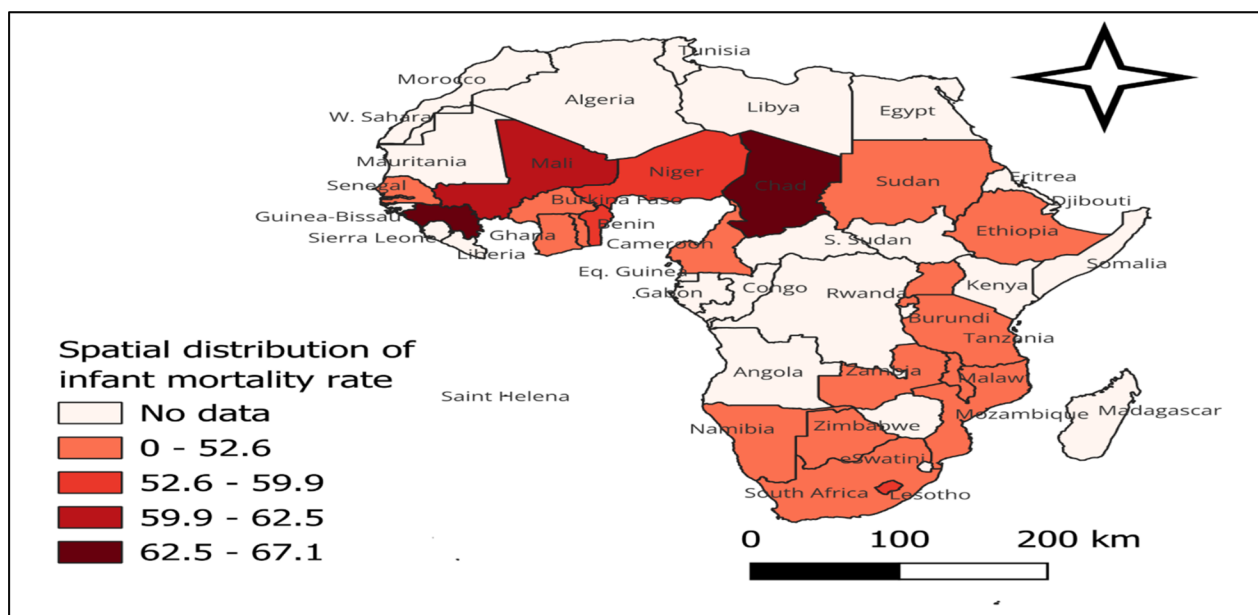 Tunisia
Morocco
Algeria
Libya
Egypt
W. Sahara
Mauritania
Mali
Niger
Chad
Sudan
Eritrea
Senegal
Djibouti
Burkina Faso
Guinea-Bissau
Benin
Ethiopia
Sierra Leone
Ghana
Cameroon
S. Sudan
Liberia
Somalia
Eq. Guinea
Gabon
Congo
Rwanda
Kenya
Burundi
Tanzania
Angola
Zambia
Malawi
Saint Helena
Mozambique
Madagascar
Namibia
Zimbabwe
eSwatini
South Africa
Lesotho
Spatial distribution of
infant mortality rate
No data
0 - 52.6
52.6 - 59.9
59.9 - 62.5
62.5 - 67.1
0 100 200 km